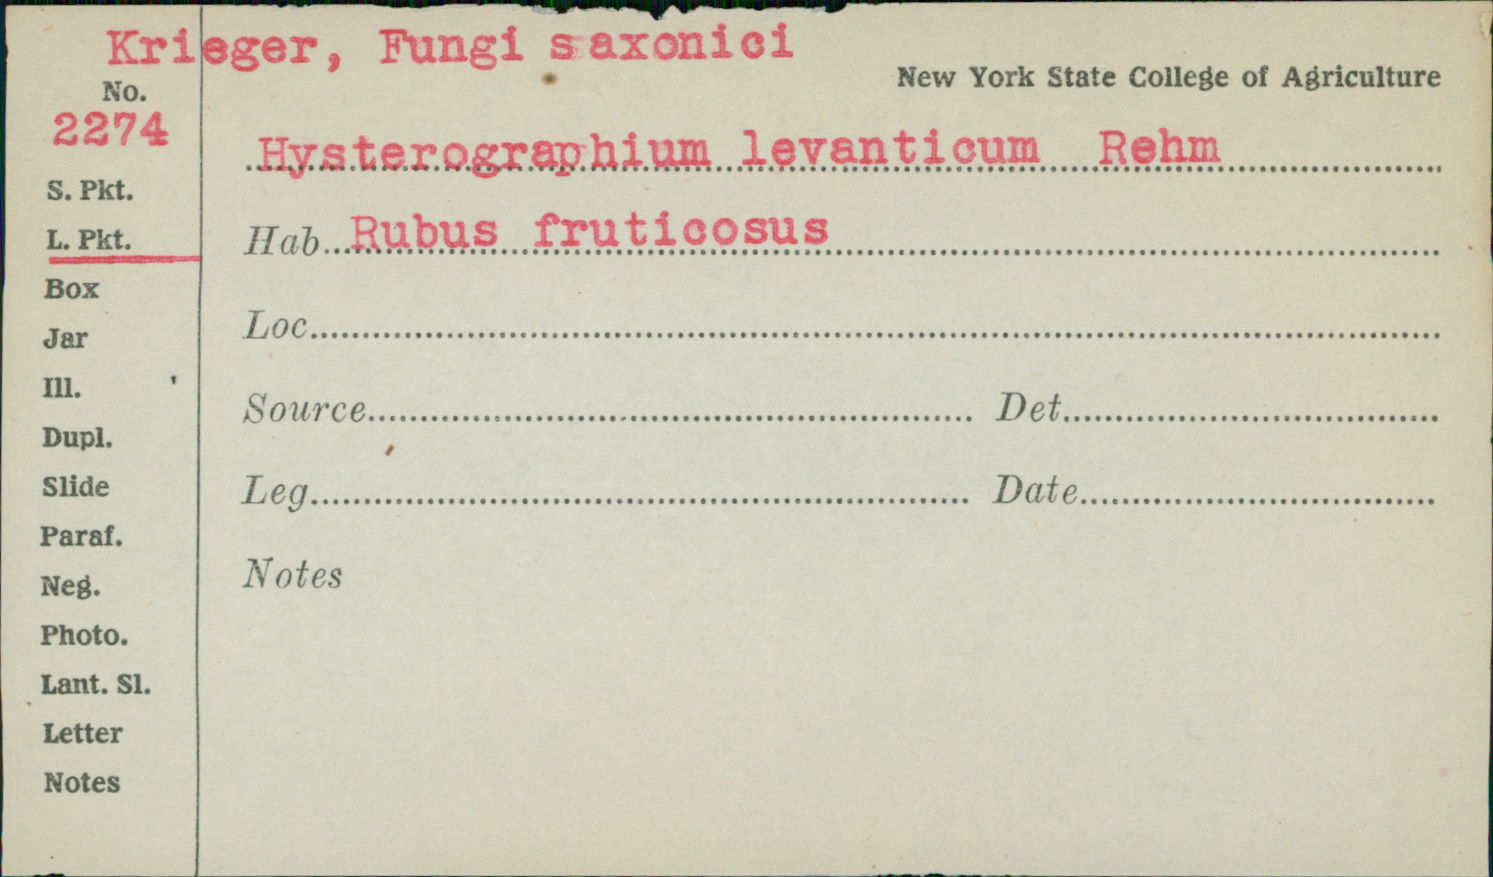 Krieger, Fungi saxonici
New York State College of Agriculture
No.
2274
Hysterographium levanticum Rehm
S. Pkt.
L. Pkt.
Hab. Rubus fruticosus
Box
Loc.
Jar
Ill.
Source Det.
Dupl.
Slide
Leg. Date
Paraf.
Notes
Neg.
Photo.
Lant. Sl.
Letter
Notes